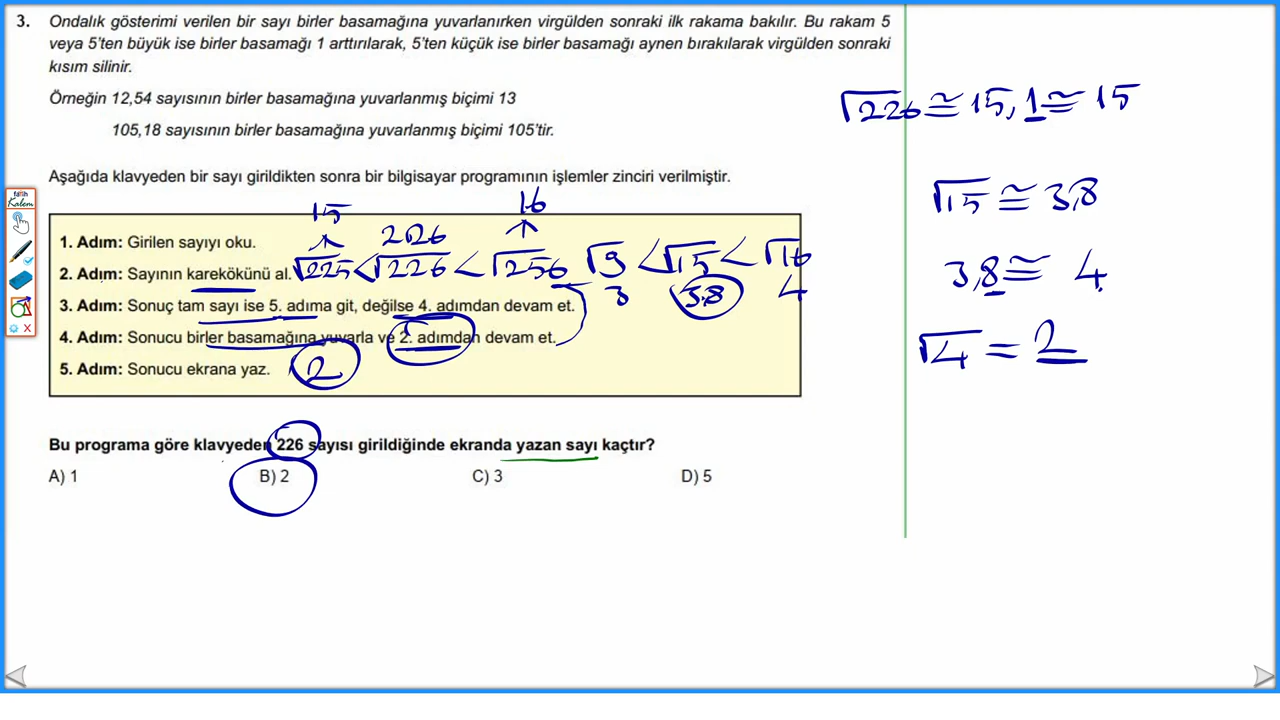 3. Ondalık gösterimi verilen bir sayı birler basamağına yuvarlanırken virgülden sonraki ilk rakama bakılır. Bu rakam 5
veya 5'ten büyük ise birler basamağı 1 arttırılarak, 5'ten küçük ise birler basamağı aynen bırakılarak virgülden sonraki
kısım silinir.
Örneğin 12,54 sayısının birler basamağına yuvarlanmış biçimi 13
105,18 sayısının birler basamağına yuvarlanmış biçimi 105'tir.
Aşağıda klavyeden bir sayı girildikten sonra bir bilgisayar programının işlemler zinciri verilmiştir.
15 226 16
1. Adım: Girilen sayıyı oku.
2. Adım: Sayının karekökünü al. √225 < √226 < √256 √9 < √15 < √16
3 3,8 4
3. Adım: Sonuç tam sayı ise 5. adıma git, değilse 4. adımdan devam et.
4. Adım: Sonucu birler basamağına yuvarla ve 2. adımdan devam et.
5. Adım: Sonucu ekrana yaz. 2
Bu programa göre klavyeden 226 sayısı girildiğinde ekranda yazan sayı kaçtır?
A) 1 B) 2 C) 3 D) 5
√226 ≅ 15,1 ≅ 15
√15 ≅ 3,8
3,8 ≅ 4
√4 = 2
fatih
Kalem